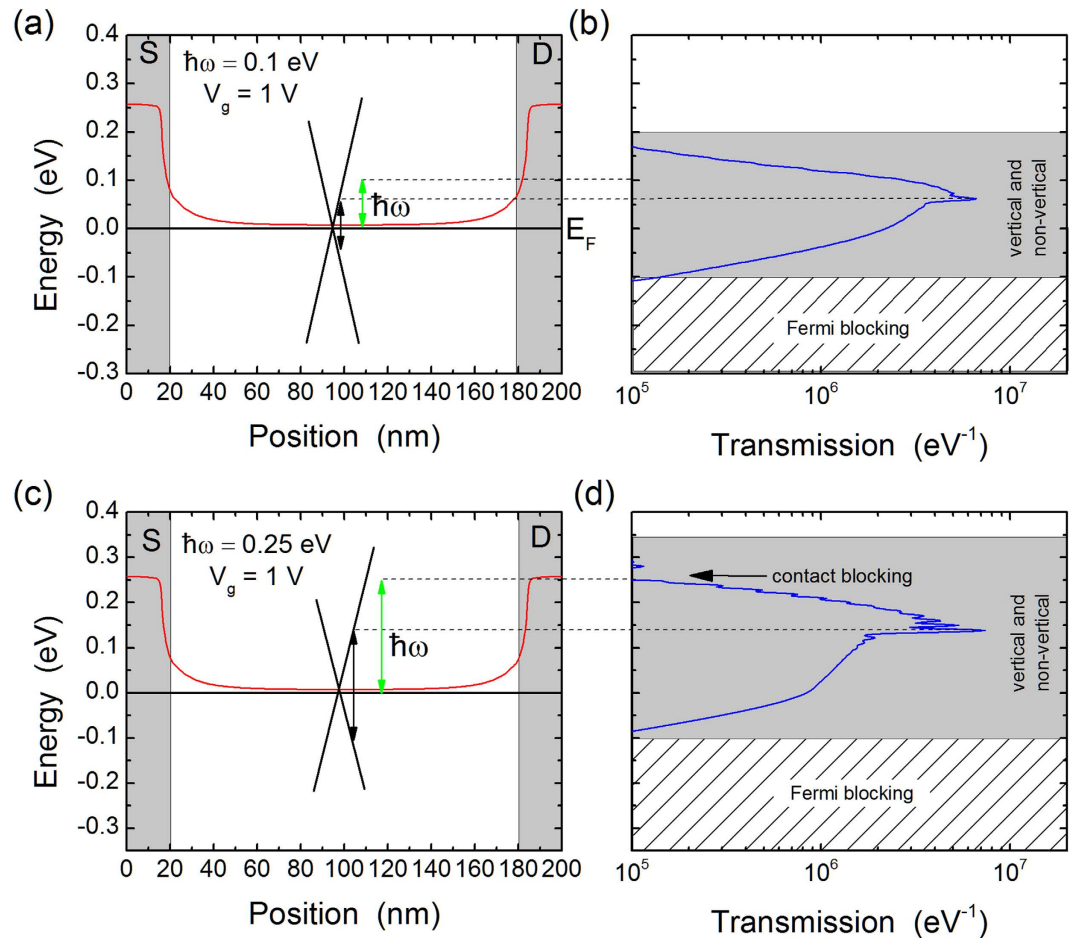 (a)
S
D
ħω = 0.1 eV
V_g = 1 V
ħω
E_F
0.4
0.3
0.2
0.1
0.0
-0.1
-0.2
-0.3
Energy (eV)
0 20 40 60 80 100 120 140 160 180 200
Position (nm)
(b)
vertical and
non-vertical
Fermi blocking
10^5 10^6 10^7
Transmission (eV^-1)
(c)
S
D
ħω = 0.25 eV
V_g = 1 V
ħω
0.4
0.3
0.2
0.1
0.0
-0.1
-0.2
-0.3
Energy (eV)
0 20 40 60 80 100 120 140 160 180 200
Position (nm)
(d)
contact blocking
vertical and
non-vertical
Fermi blocking
10^5 10^6 10^7
Transmission (eV^-1)